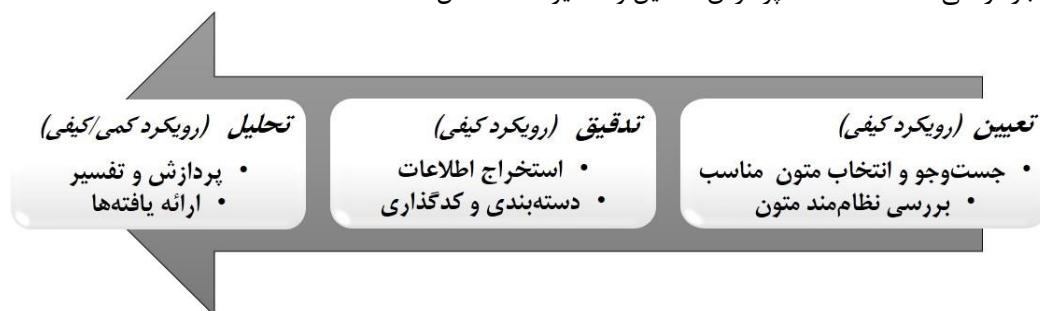 تعیین (رویکرد کیفی)
• جست‌وجو و انتخاب متون مناسب
• بررسی نظام‌مند متون
تدقیق (رویکرد کیفی)
• استخراج اطلاعات
• دسته‌بندی و کدگذاری
تحلیل (رویکرد کمی/کیفی)
• پردازش و تفسیر
• ارائه یافته‌ها